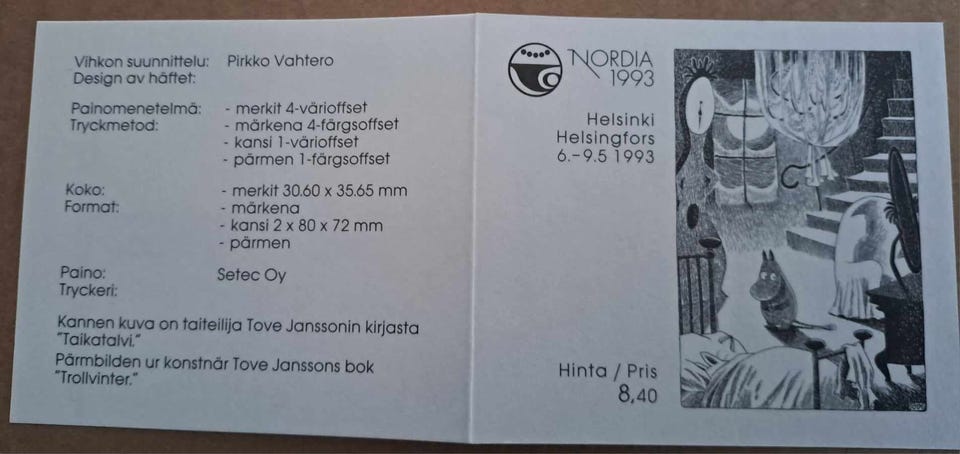 Vihkon suunnittelu: Pirkko Vahtero
Design av häftet:
Painomenetelmä: - merkit 4-värioffset
Tryckmetod: - märkena 4-färgsoffset
- kansi 1-värioffset
- pärmen 1-färgsoffset
Koko: - merkit 30.60 x 35.65 mm
Format: - märkena
- kansi 2 x 80 x 72 mm
- pärmen
Paino: Setec Oy
Tryckeri:
Kannen kuva on taiteilija Tove Janssonin kirjasta
"Taikatalvi."
Pärmbilden ur konstnär Tove Janssons bok
"Trollvinter."
NORDIA
1993
Helsinki
Helsingfors
6.–9.5 1993
Hinta / Pris
8,40